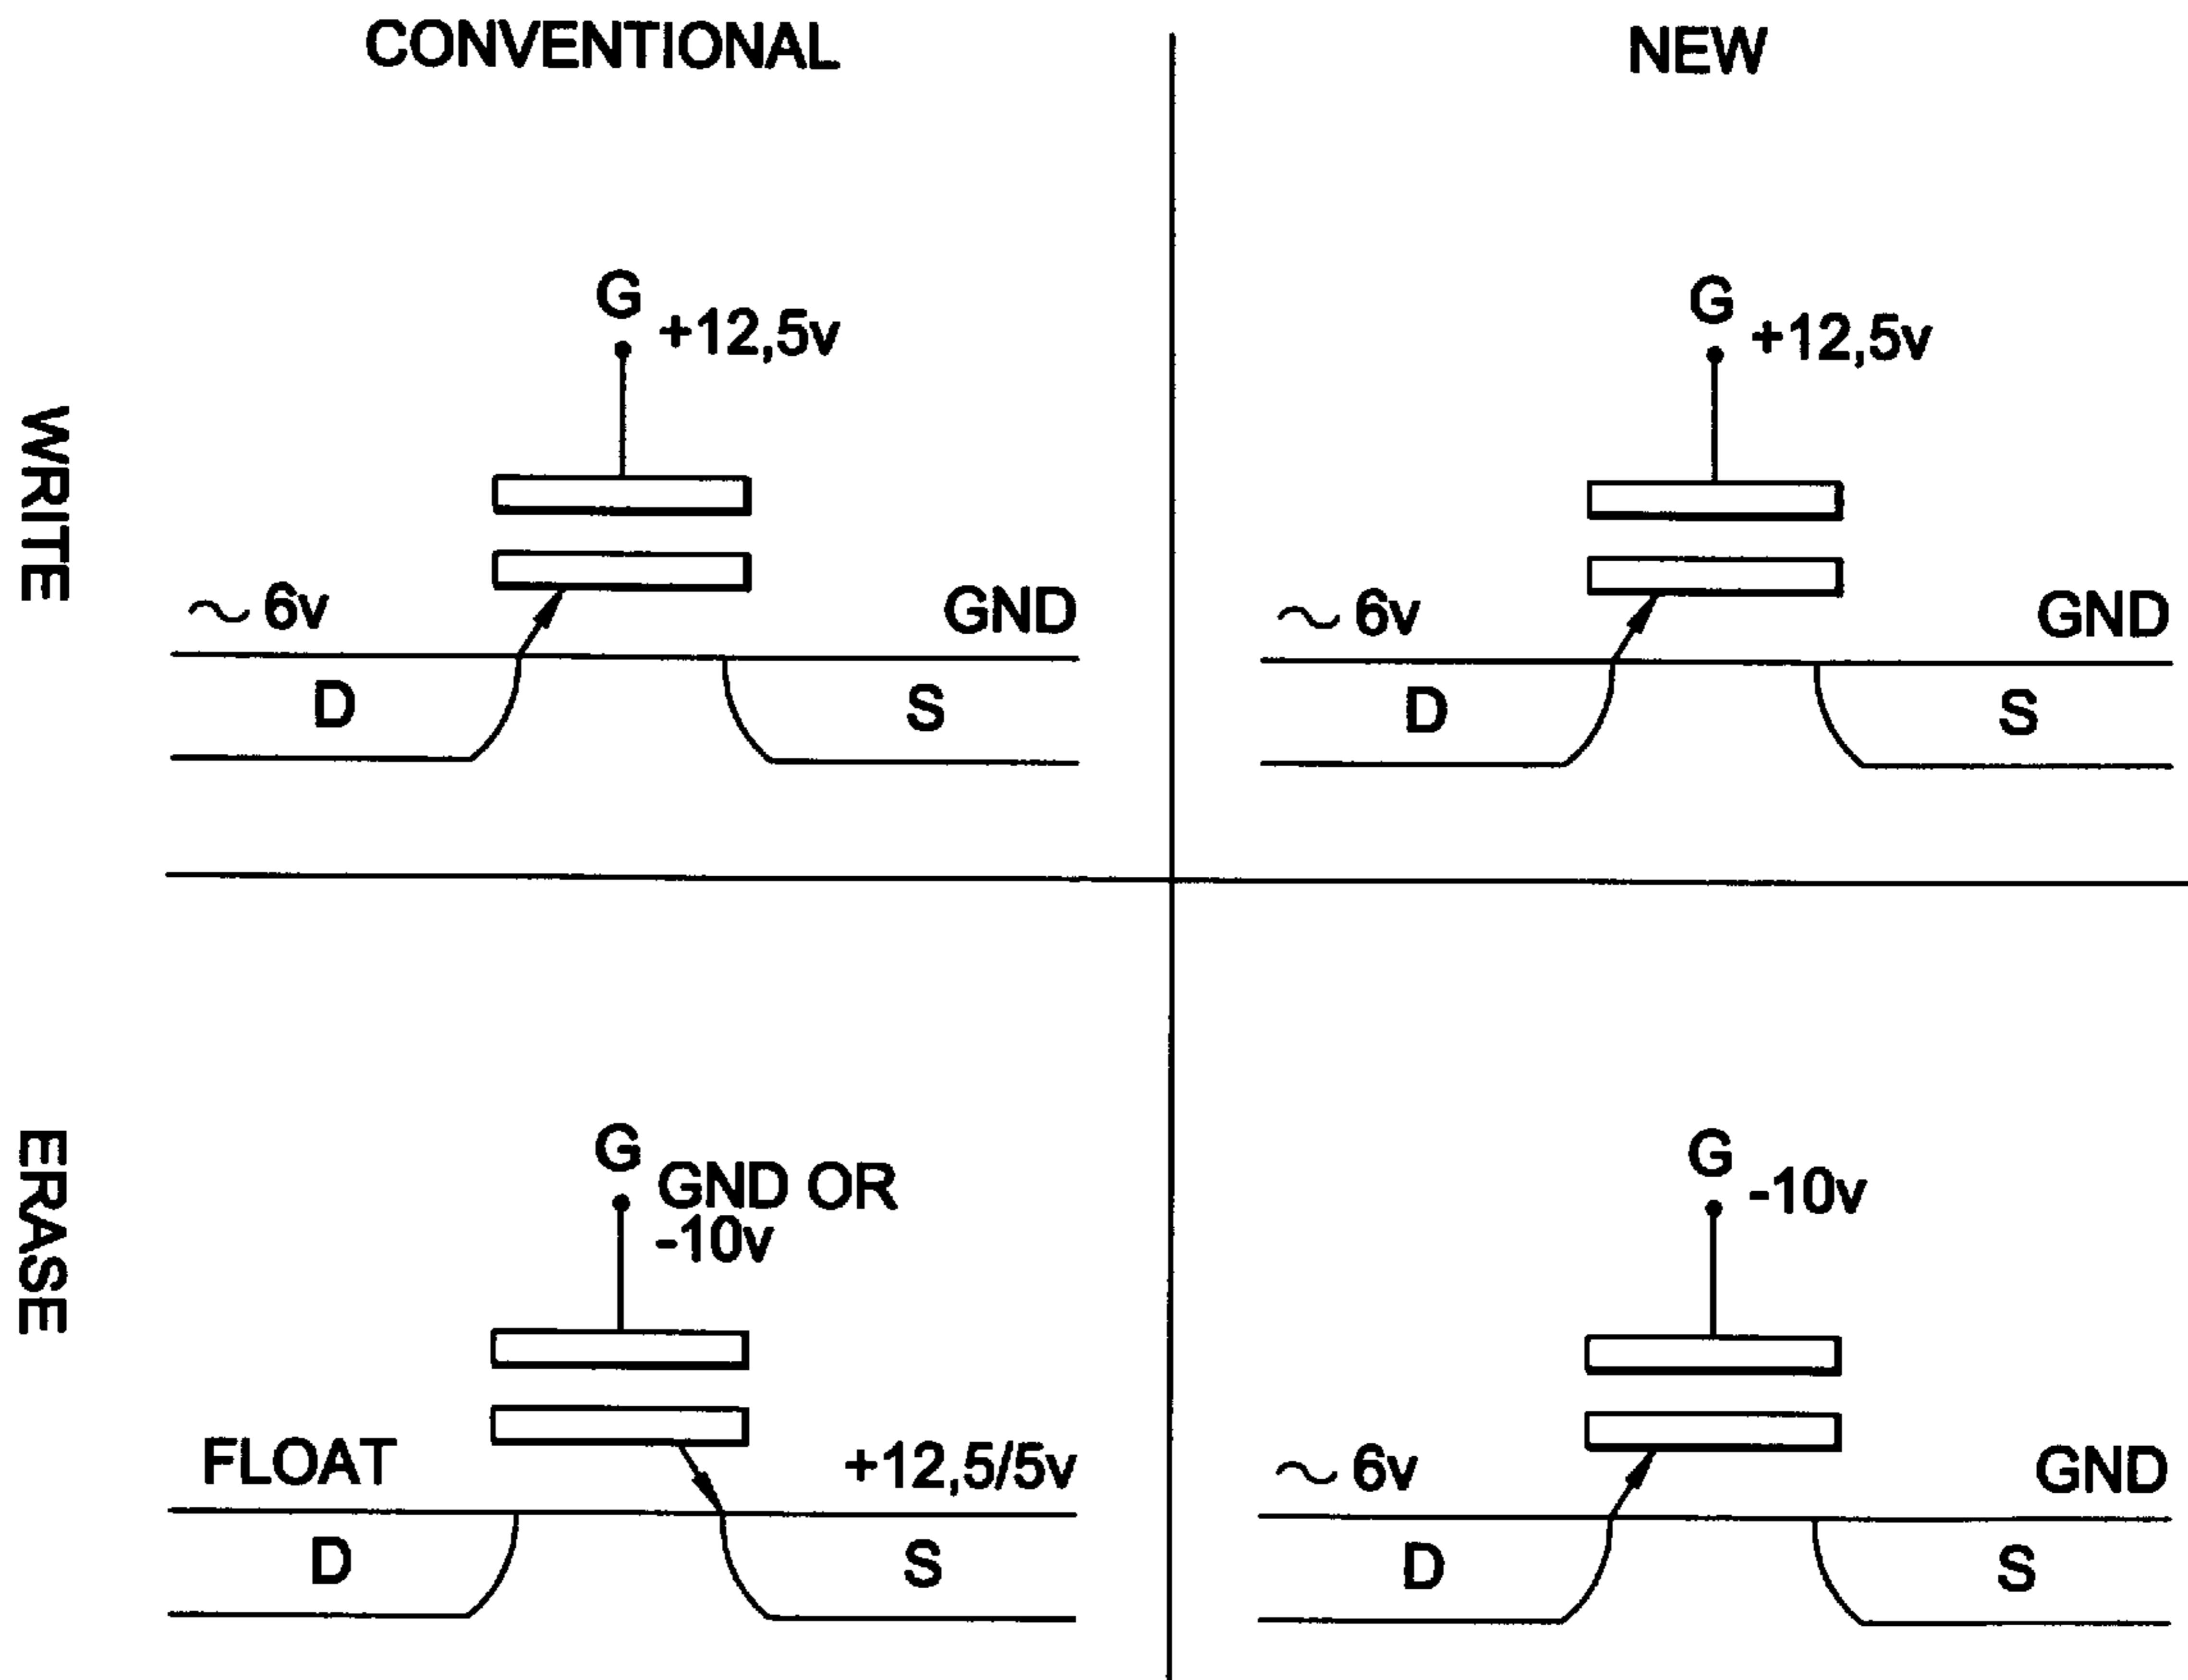 CONVENTIONAL
NEW
WRITE
G
+12,5v
~ 6v
GND
D
S
G
+12,5v
~ 6v
GND
D
S
ERASE
G
GND OR
-10v
FLOAT
+12,5/5v
D
S
G
-10v
~ 6v
GND
D
S